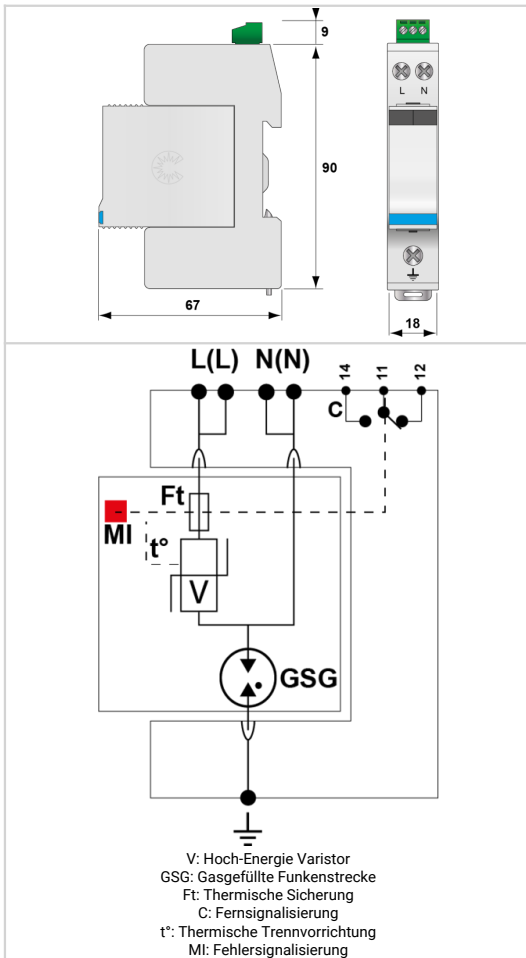 9
L N
90
67
18
L(L) N(N)
14
11
12
C
Ft
MI
t°
V
GSG
V: Hoch-Energie Varistor
GSG: Gasgefüllte Funkenstrecke
Ft: Thermische Sicherung
C: Fernsignalisierung
t°: Thermische Trennvorrichtung
MI: Fehlersignalisierung